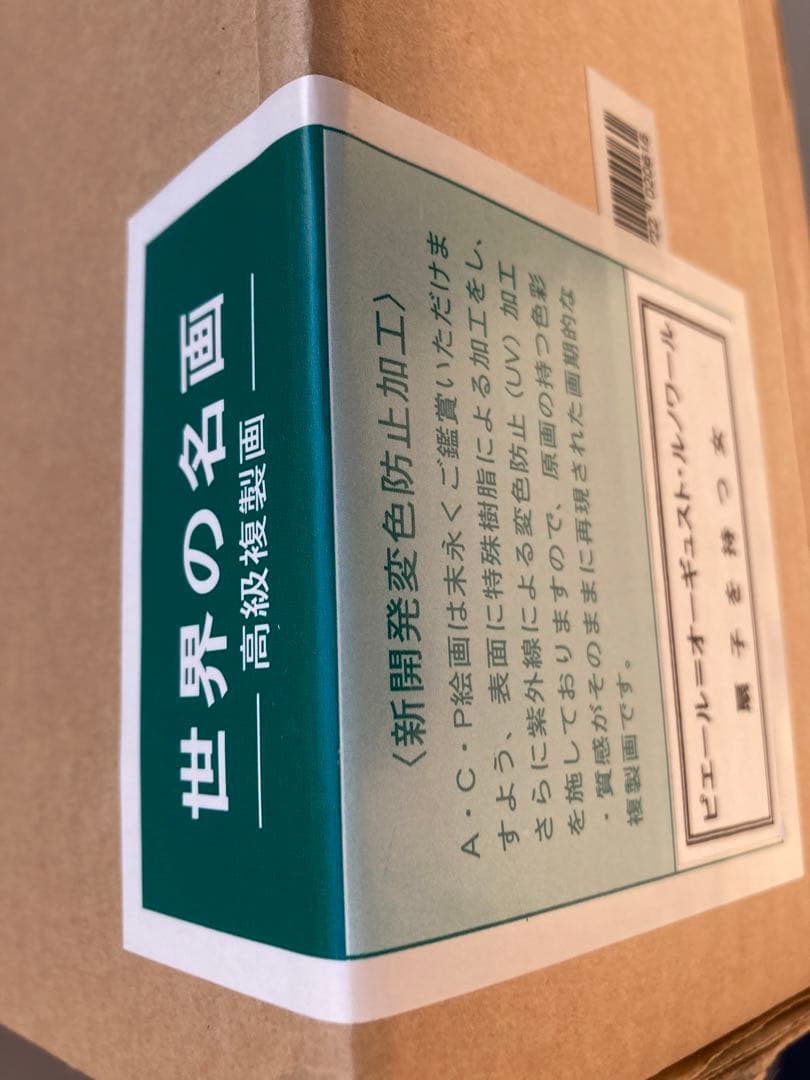 世界の名画
高級複製画
〈新開発変色防止加工〉
A・C・P絵画は末永くご鑑賞いただけま
すよう、表面に特殊樹脂による加工をし、
さらに紫外線による変色防止（UV）加工
を施しておりますので、原画の持つ色彩
・質感がそのままに再現された画期的な
複製画です。
ピエール=オーギュスト・ルノワール
扇子を持つ女